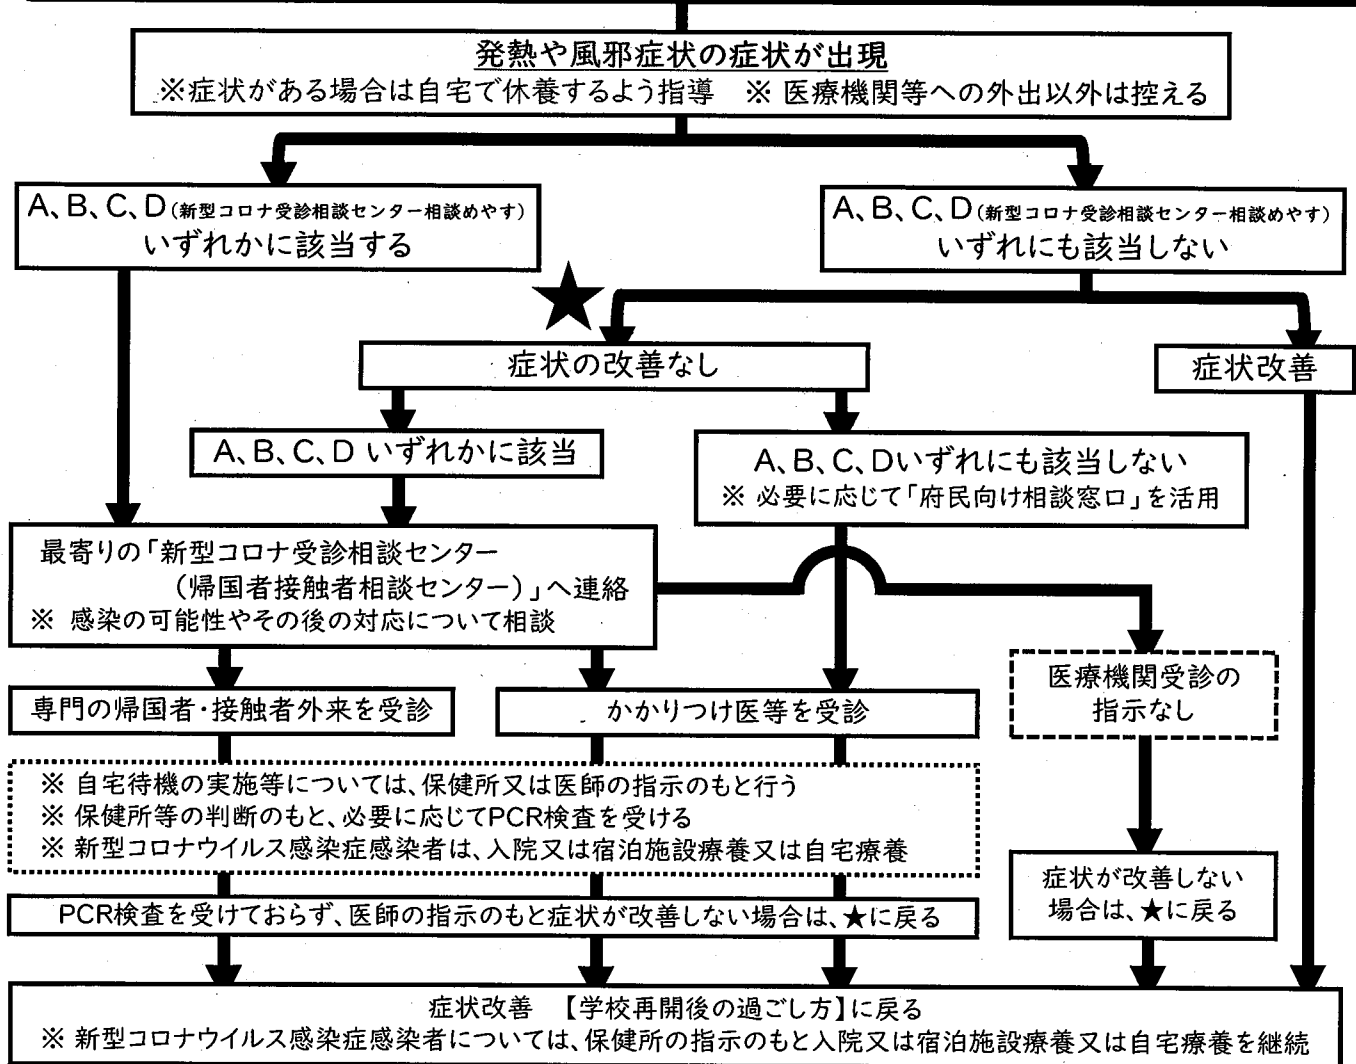 発熱や風邪症状の症状が出現
※症状がある場合は自宅で休養するよう指導　※ 医療機関等への外出以外は控える
A、B、C、D(新型コロナ受診相談センター相談めやす)
いずれかに該当する
A、B、C、D(新型コロナ受診相談センター相談めやす)
いずれにも該当しない
★
症状の改善なし
症状改善
A、B、C、D いずれかに該当
A、B、C、Dいずれにも該当しない
※ 必要に応じて「府民向け相談窓口」を活用
最寄りの「新型コロナ受診相談センター
（帰国者接触者相談センター）」へ連絡
※ 感染の可能性やその後の対応について相談
医療機関受診の
指示なし
専門の帰国者・接触者外来を受診
かかりつけ医等を受診
※ 自宅待機の実施等については、保健所又は医師の指示のもと行う
※ 保健所等の判断のもと、必要に応じてPCR検査を受ける
※ 新型コロナウイルス感染症感染者は、入院又は宿泊施設療養又は自宅療養
症状が改善しない
場合は、★に戻る
PCR検査を受けておらず、医師の指示のもと症状が改善しない場合は、★に戻る
症状改善　【学校再開後の過ごし方】に戻る
※ 新型コロナウイルス感染症感染者については、保健所の指示のもと入院又は宿泊施設療養又は自宅療養を継続